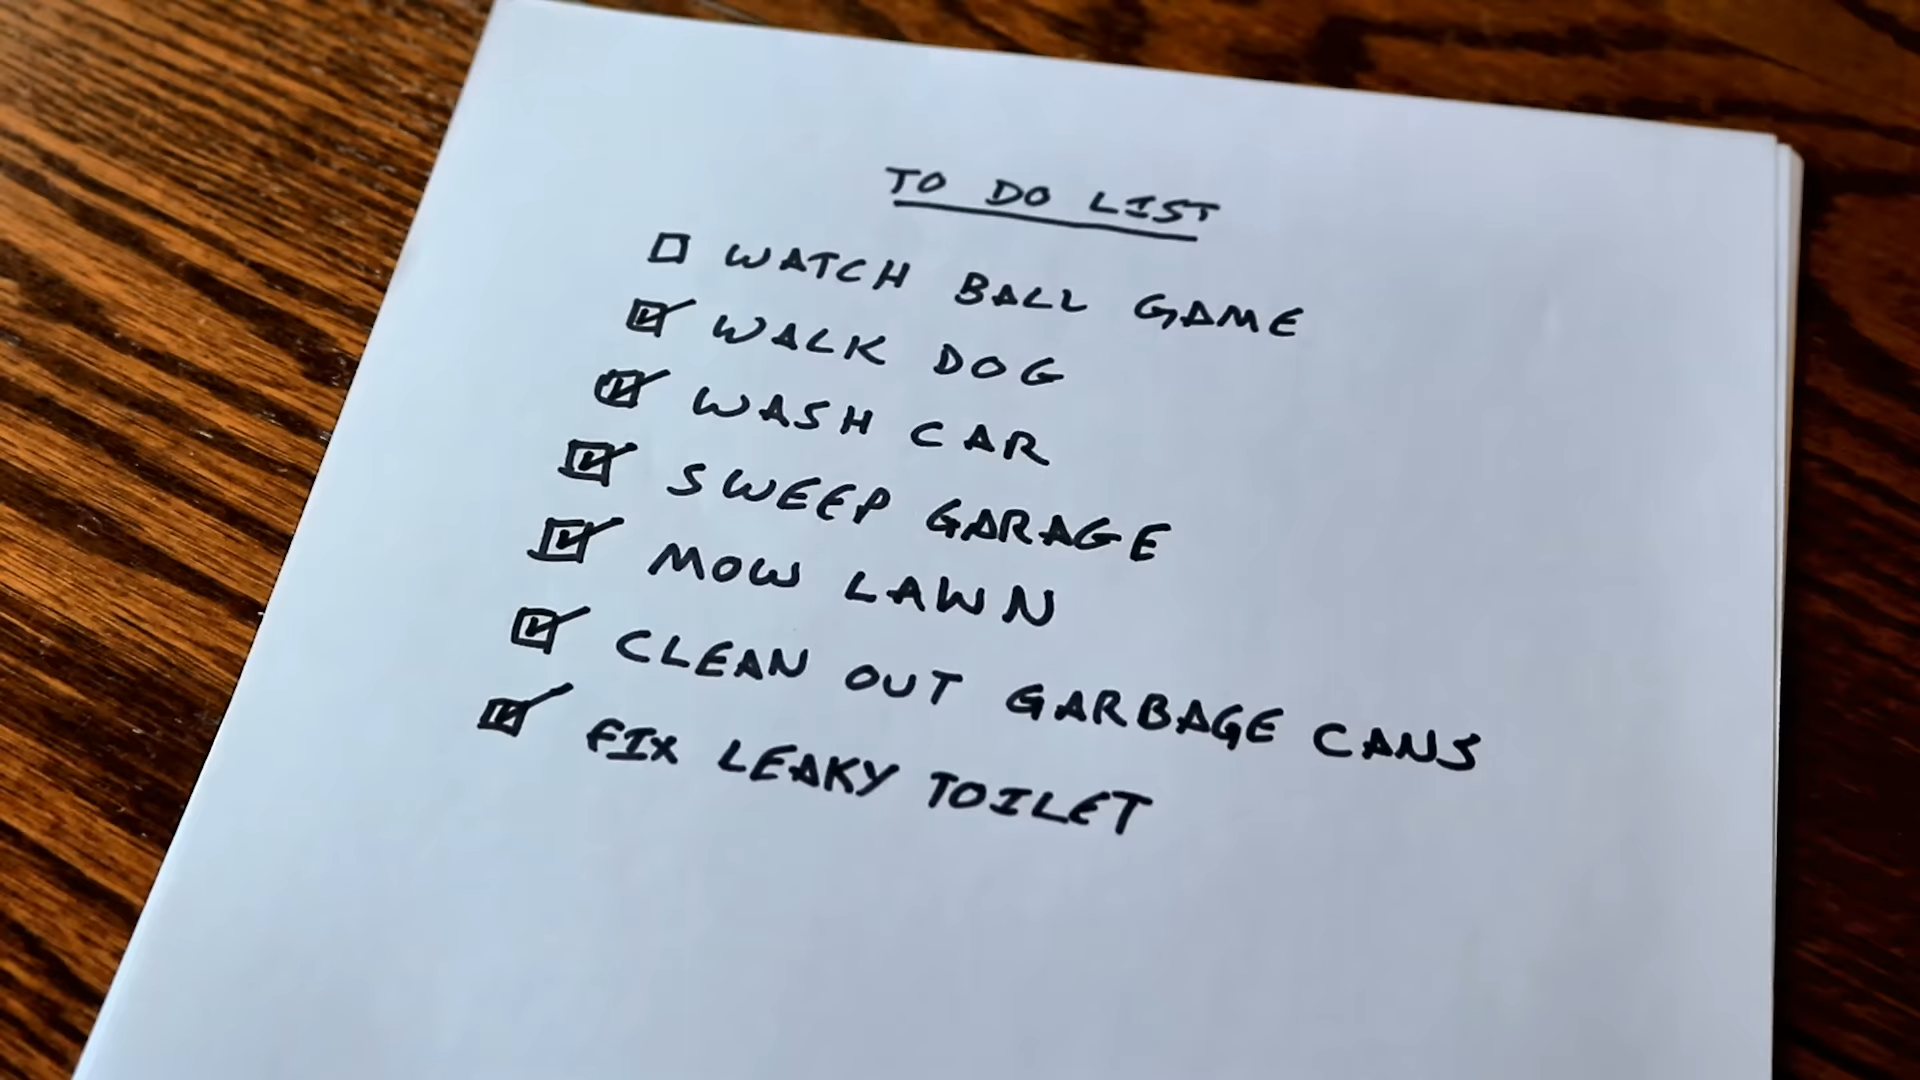 TO DO LIST
☐ WATCH BALL GAME
☑ WALK DOG
☑ WASH CAR
☑ SWEEP GARAGE
☑ MOW LAWN
☑ CLEAN OUT GARBAGE CANS
☑ FIX LEAKY TOILET